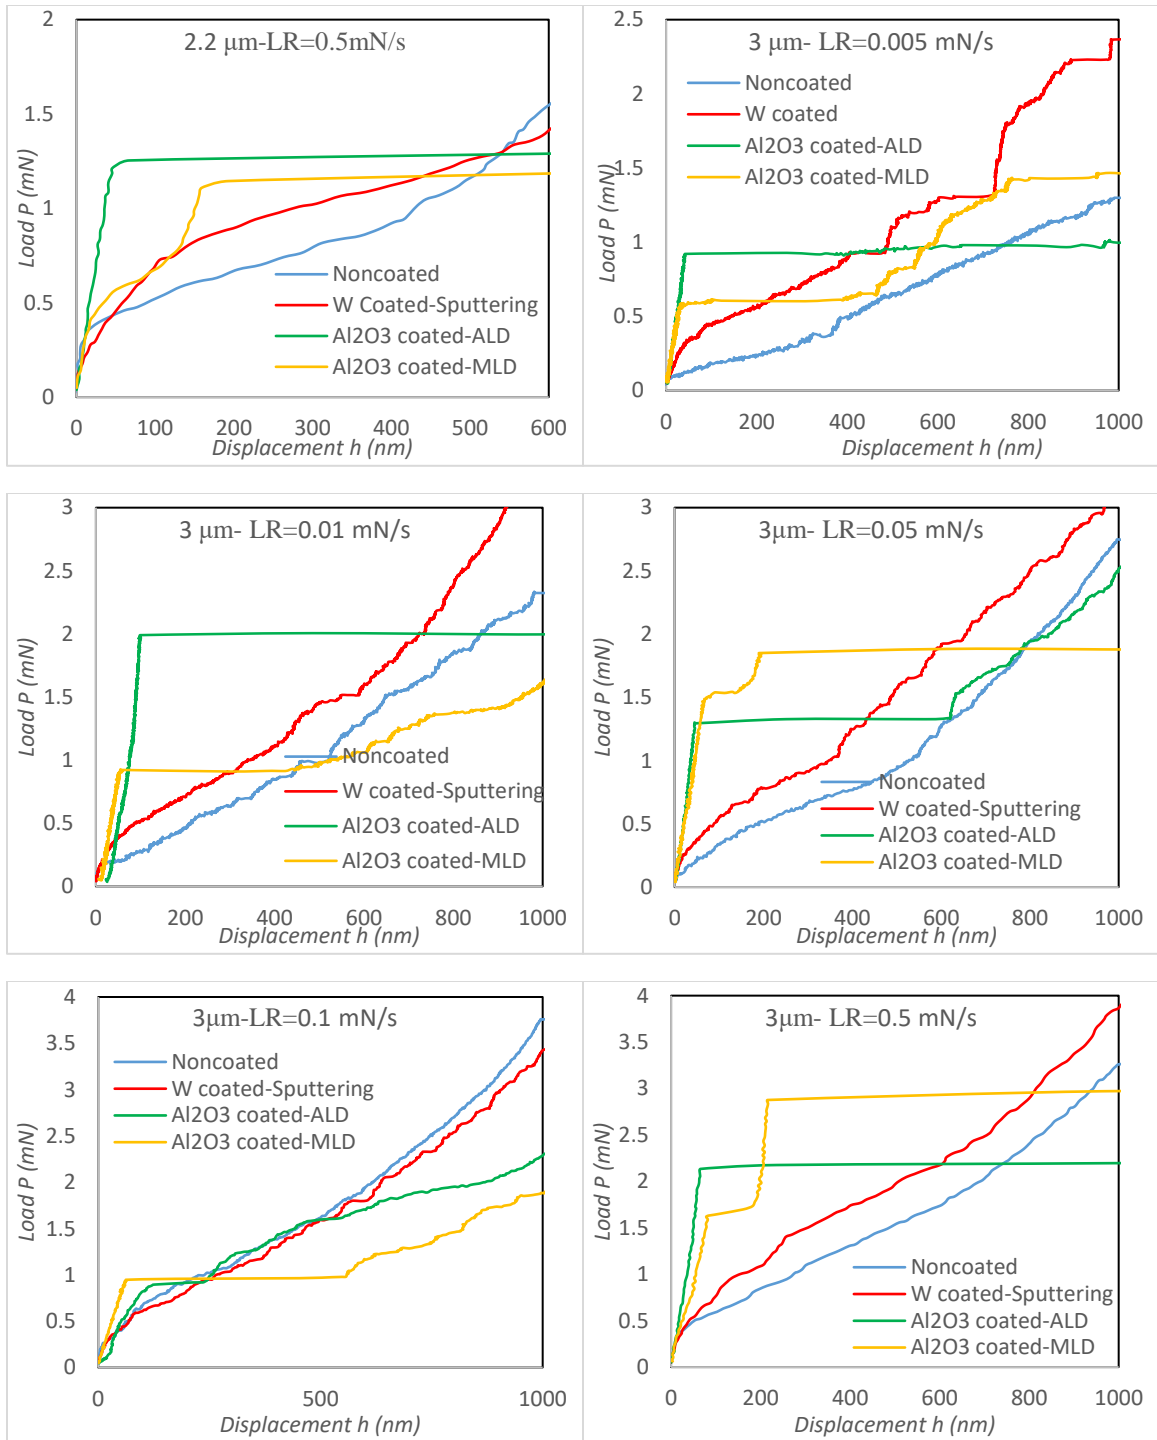 2.2 μm-LR=0.5mN/s
2
1.5
1
0.5
0
Load P (mN)
Noncoated
W Coated-Sputtering
Al2O3 coated-ALD
Al2O3 coated-MLD
0 100 200 300 400 500 600
Displacement h (nm)
3 μm- LR=0.005 mN/s
2.5
2
1.5
1
0.5
0
Load P (mN)
Noncoated
W coated
Al2O3 coated-ALD
Al2O3 coated-MLD
0 200 400 600 800 1000
Displacement h (nm)
3 μm- LR=0.01 mN/s
3
2.5
2
1.5
1
0.5
0
Load P (mN)
Noncoated
W coated-Sputtering
Al2O3 coated-ALD
Al2O3 coated-MLD
0 200 400 600 800 1000
Displacement h (nm)
3μm- LR=0.05 mN/s
3
2.5
2
1.5
1
0.5
0
Load P (mN)
Noncoated
W coated-Sputtering
Al2O3 coated-ALD
Al2O3 coated-MLD
0 200 400 600 800 1000
Displacement h (nm)
3μm-LR=0.1 mN/s
4
3.5
3
2.5
2
1.5
1
0.5
0
Load P (mN)
Noncoated
W coated-Sputtering
Al2O3 coated-ALD
Al2O3 coated-MLD
0 500 1000
Displacement h (nm)
3μm- LR=0.5 mN/s
4
3.5
3
2.5
2
1.5
1
0.5
0
Load P (mN)
Noncoated
W coated-Sputtering
Al2O3 coated-ALD
Al2O3 coated-MLD
0 200 400 600 800 1000
Displacement h (nm)